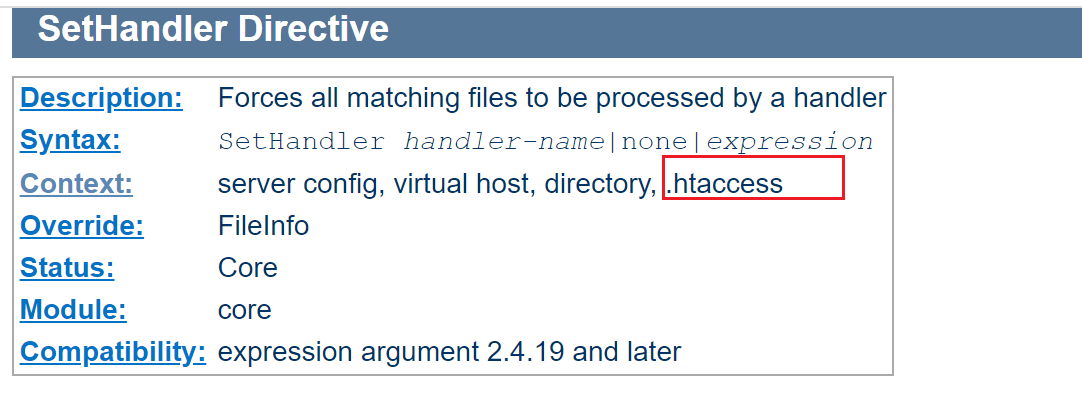 SetHandler Directive
Description: Forces all matching files to be processed by a handler
Syntax: SetHandler handler-name|none|expression
Context: server config, virtual host, directory, .htaccess
Override: FileInfo
Status: Core
Module: core
Compatibility: expression argument 2.4.19 and later